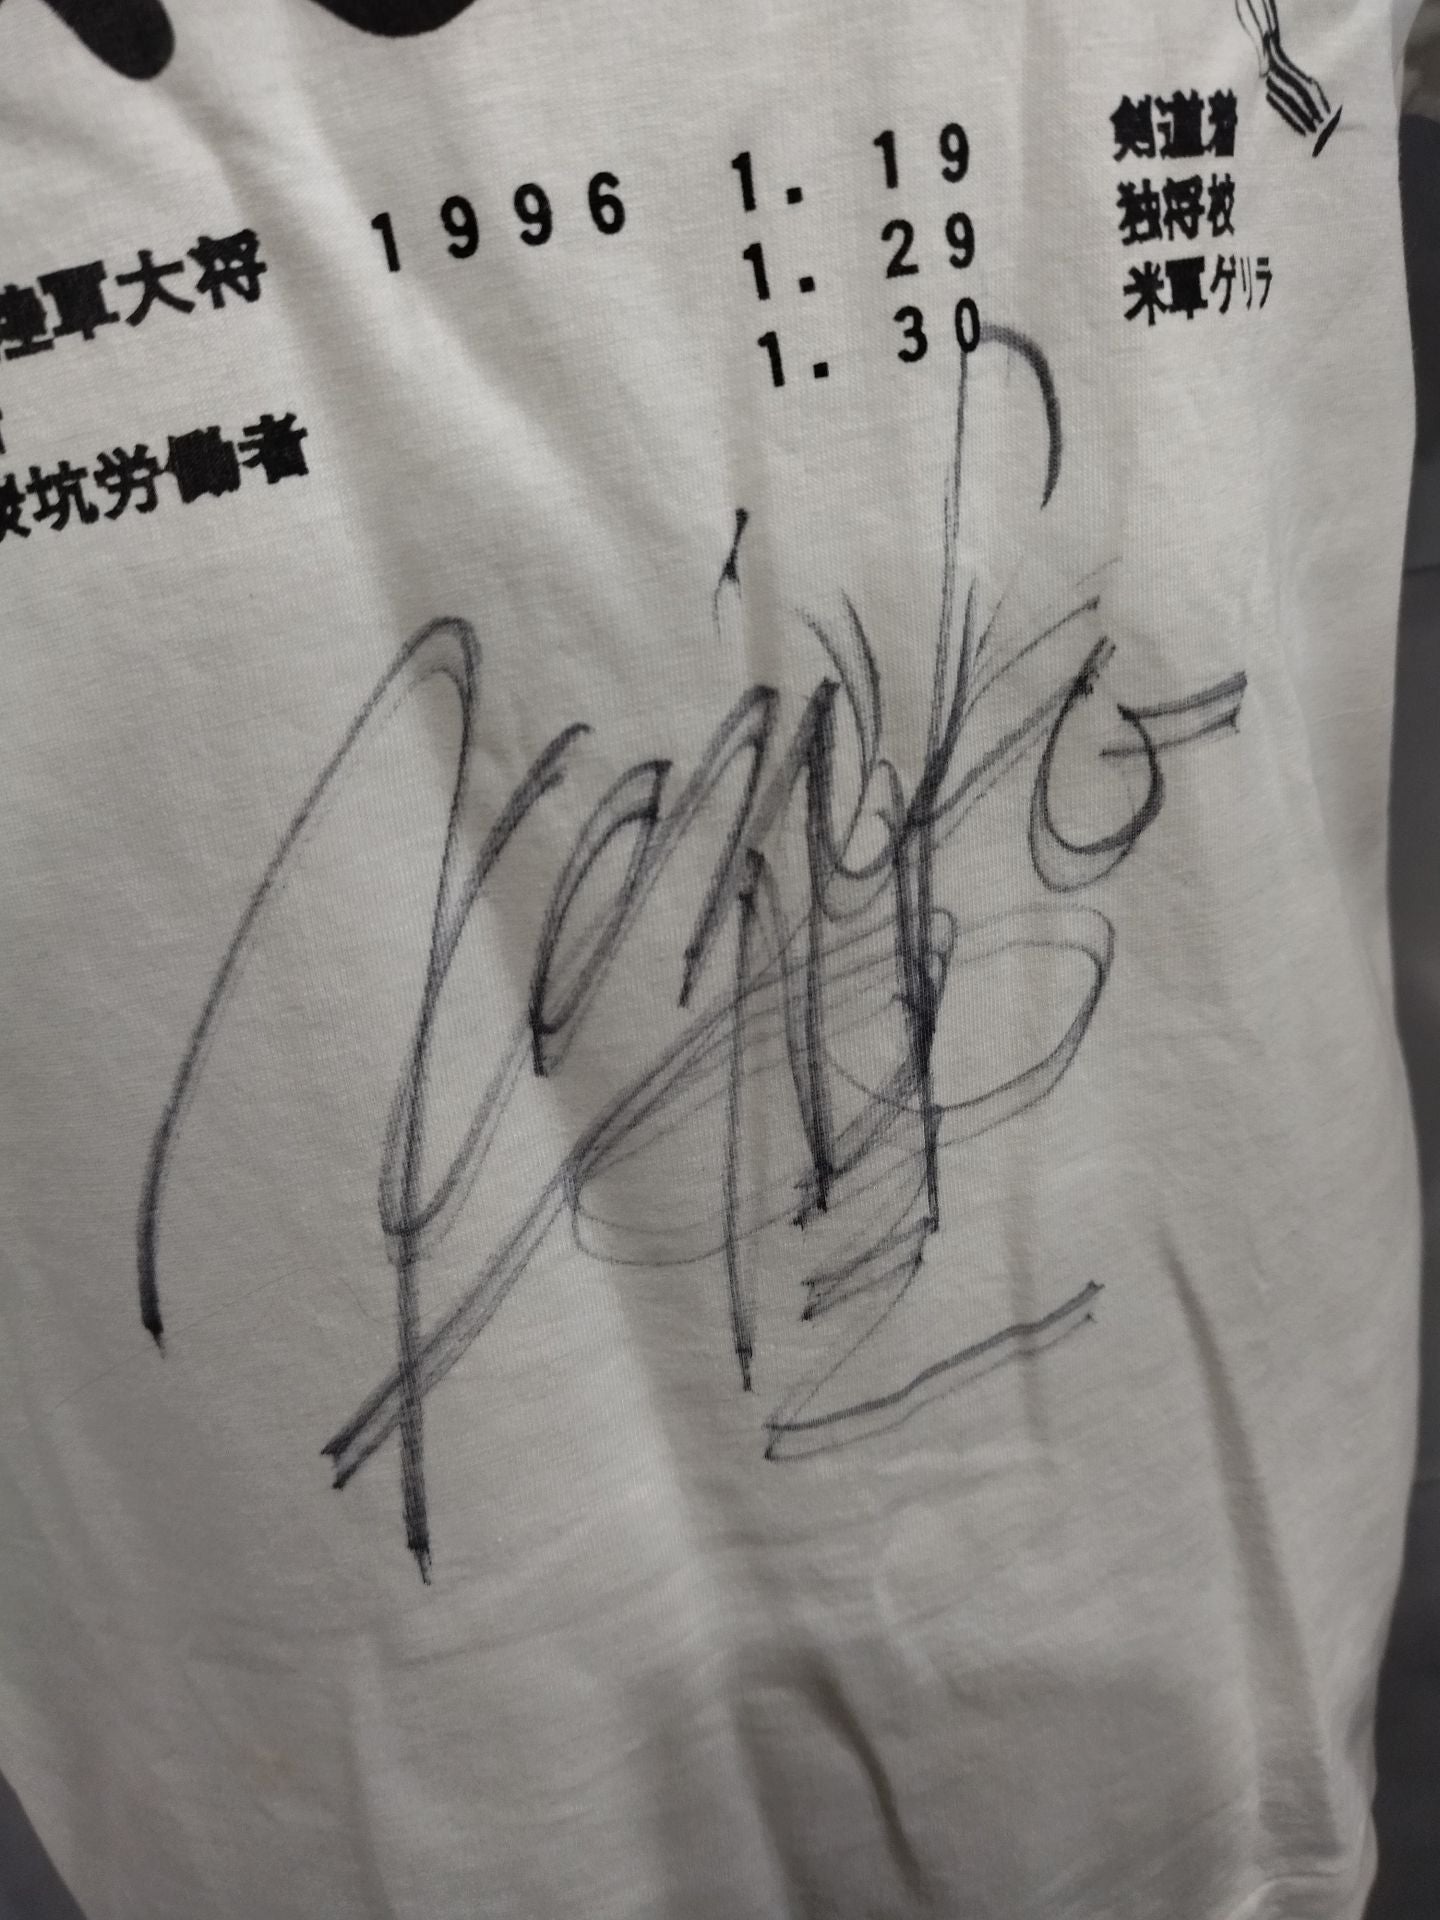 陸軍大将 1996 1. 19 剣道着
1. 29 独将校
1. 30 米軍ゲリラ
炭坑労働者